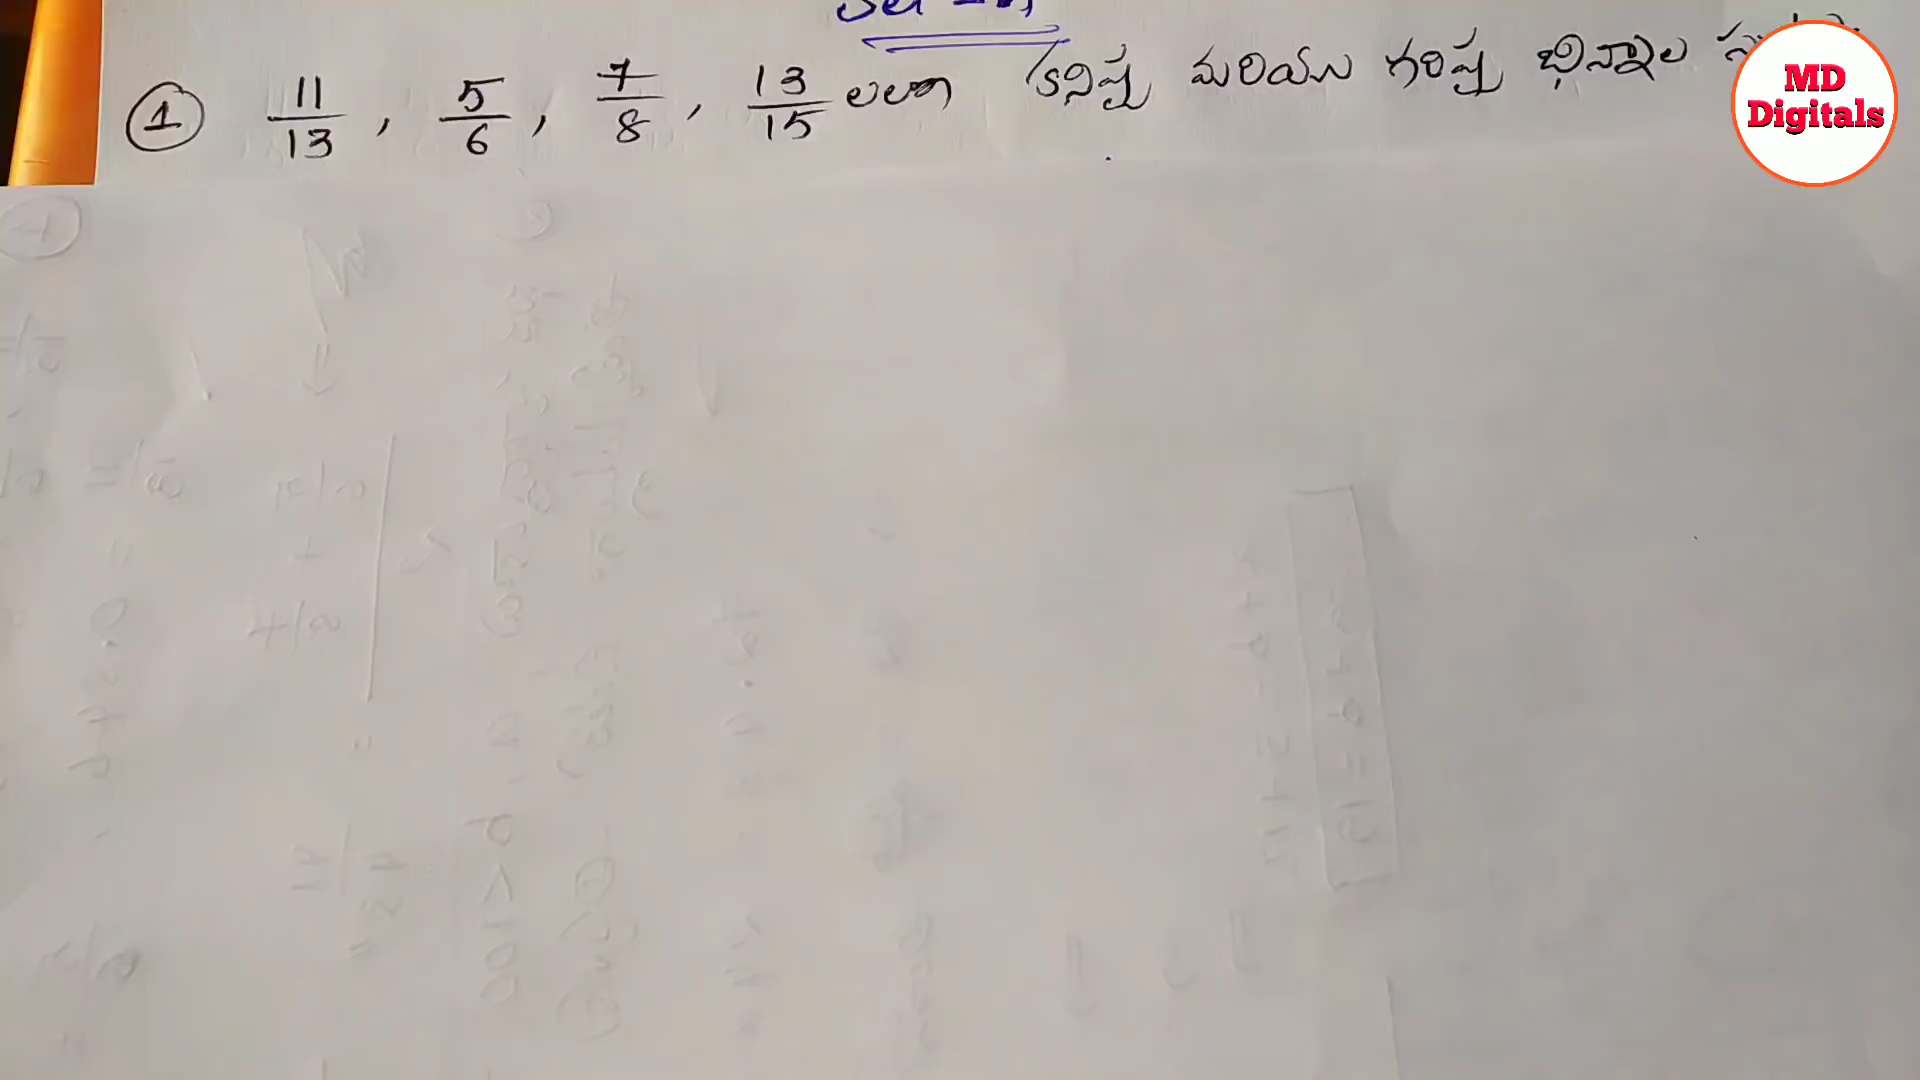 ① 11/13, 5/6, 7/8, 13/15 లలో కనిష్ఠ మరియు గరిష్ఠ భిన్నాల
MD
Digitals